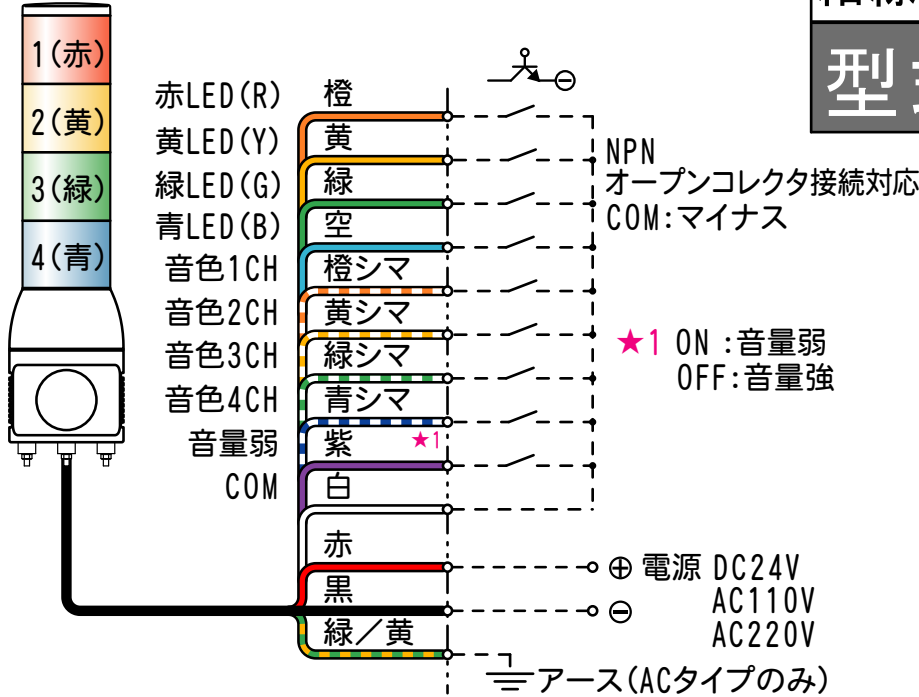 1(赤)
2(黄)
3(緑)
4(青)
赤LED(R) 橙
黄LED(Y) 黄
緑LED(G) 緑
青LED(B) 空
音色1CH 橙シマ
音色2CH 黄シマ
音色3CH 緑シマ
音色4CH 青シマ
音量弱 紫 ★1
COM 白
赤
黒
緑/黄
⊖
NPN
オープンコレクタ接続対応
COM:マイナス
★1 ON :音量弱
OFF:音量強
⊕ 電源 DC24V
⊖ AC110V
AC220V
アース(ACタイプのみ)
型